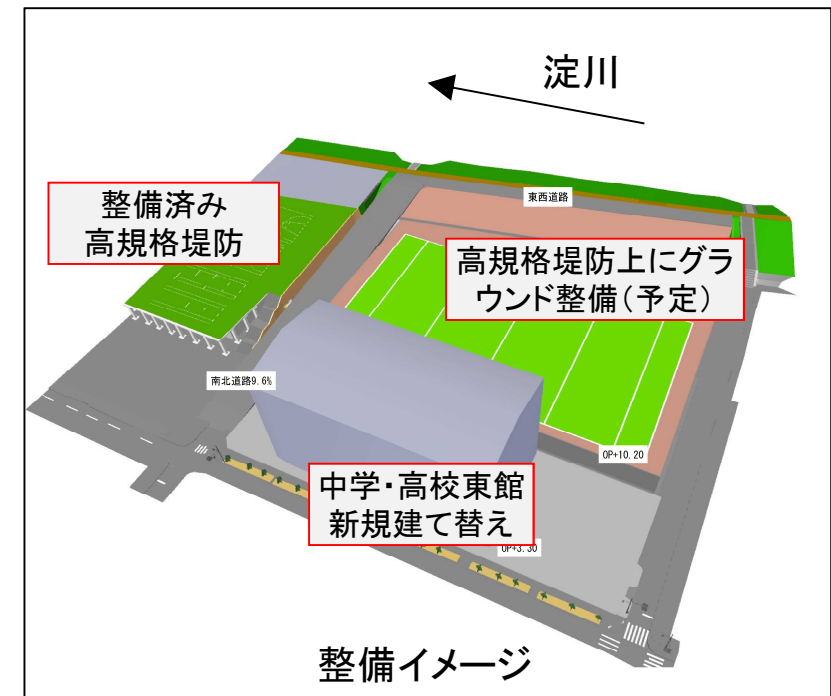 淀川
東西道路
整備済み
高規格堤防
高規格堤防上にグラ
ウンド整備(予定)
南北道路9.6%
OP+10.20
中学・高校東館
新規建て替え
OP+3.30
整備イメージ